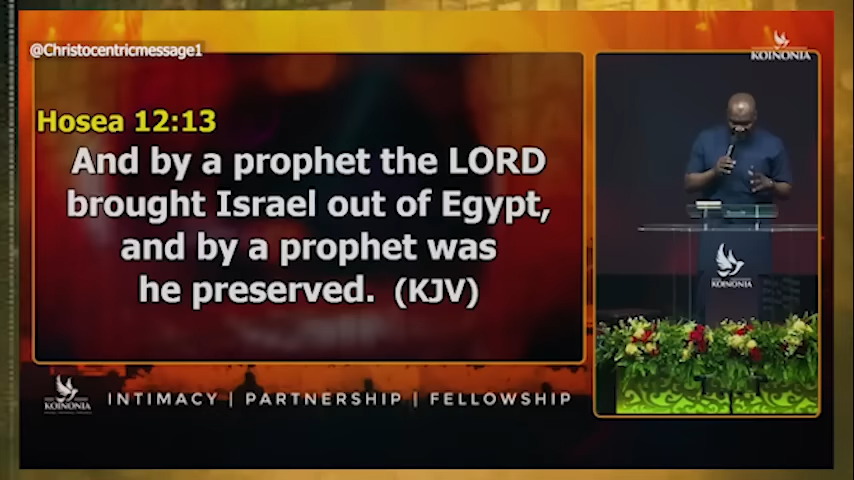 @Christocentricmessage1
KOINONIA
Hosea 12:13
And by a prophet the LORD
brought Israel out of Egypt,
and by a prophet was
he preserved. (KJV)
KOINONIA
KOINONIA
INTIMACY | PARTNERSHIP | FELLOWSHIP